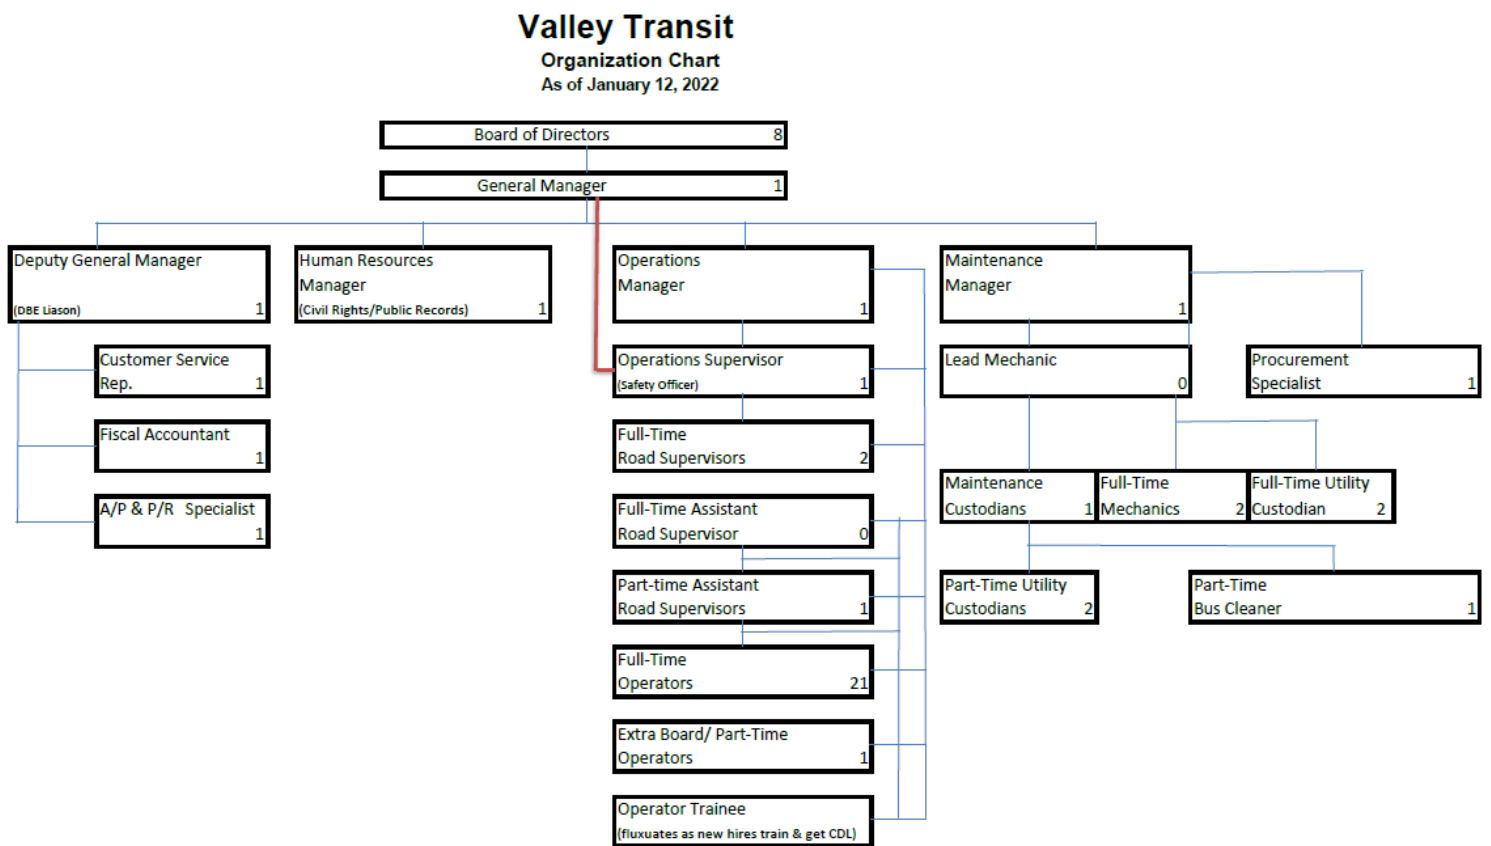 Valley Transit
Organization Chart
As of January 12, 2022
Board of Directors 8
General Manager 1
Deputy General Manager
(DBE Liason) 1
Human Resources
Manager
(Civil Rights/Public Records) 1
Operations
Manager
1
Maintenance
Manager
1
Customer Service
Rep. 1
Operations Supervisor
(Safety Officer) 1
Lead Mechanic
0
Procurement
Specialist 1
Fiscal Accountant
1
Full-Time
Road Supervisors 2
A/P & P/R Specialist
1
Full-Time Assistant
Road Supervisor 0
Maintenance
Custodians 1
Full-Time
Mechanics 2
Full-Time Utility
Custodian 2
Part-time Assistant
Road Supervisors 1
Part-Time Utility
Custodians 2
Part-Time
Bus Cleaner 1
Full-Time
Operators 21
Extra Board/ Part-Time
Operators 1
Operator Trainee
(fluxuates as new hires train & get CDL)